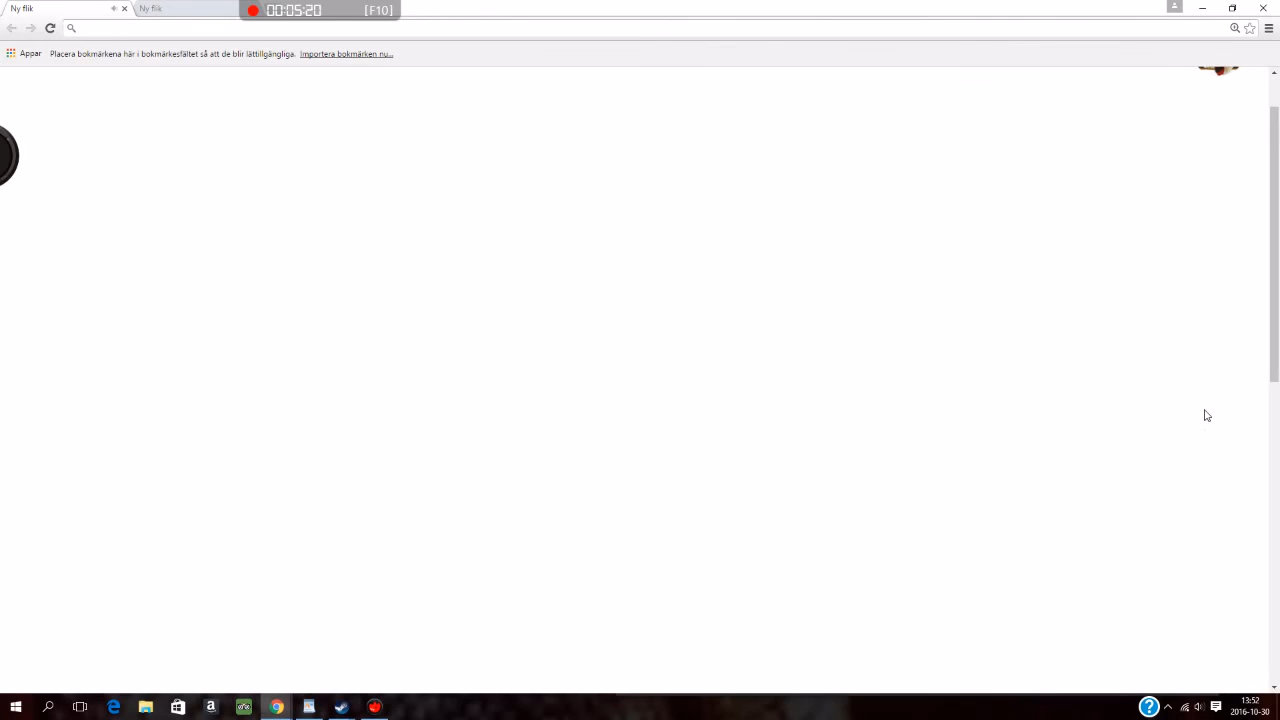 Ny flik
Ny flik
00:05:20 [F10]
Appar
Placera bokmärkena här i bokmärkesfältet så att de blir lättillgängliga. Importera bokmärken nu...
13:52
2016-10-30